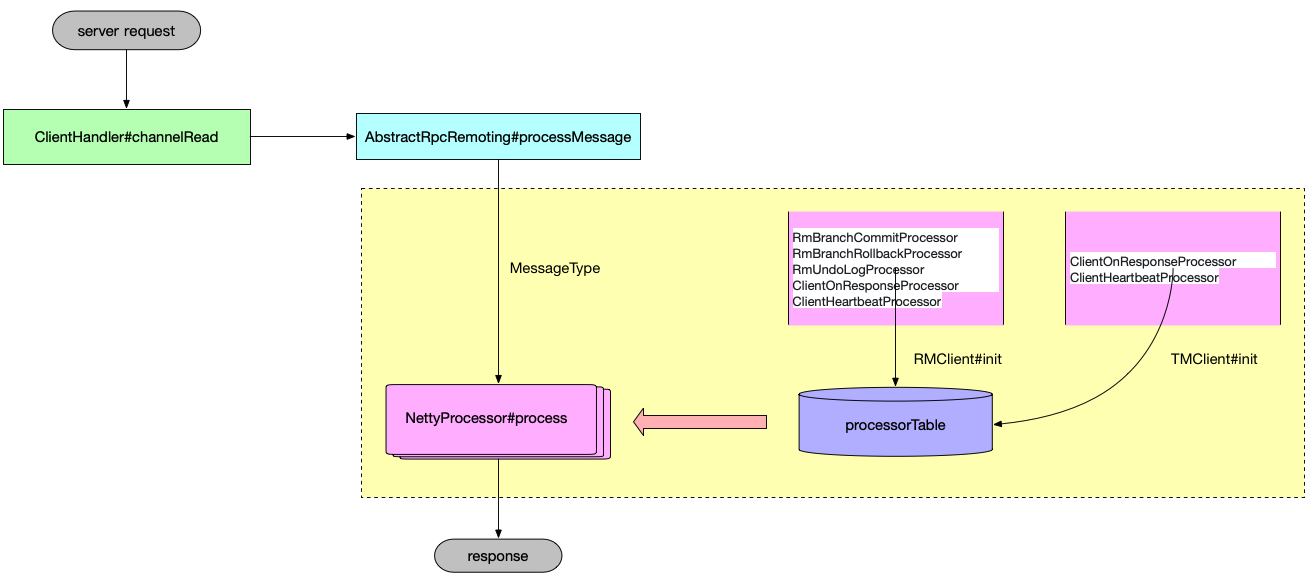 server request
ClientHandler#channelRead
AbstractRpcRemoting#processMessage
MessageType
RmBranchCommitProcessor
RmBranchRollbackProcessor
RmUndoLogProcessor
ClientOnResponseProcessor
ClientHeartbeatProcessor
ClientOnResponseProcessor
ClientHeartbeatProcessor
RMClient#init
TMClient#init
NettyProcessor#process
processorTable
response